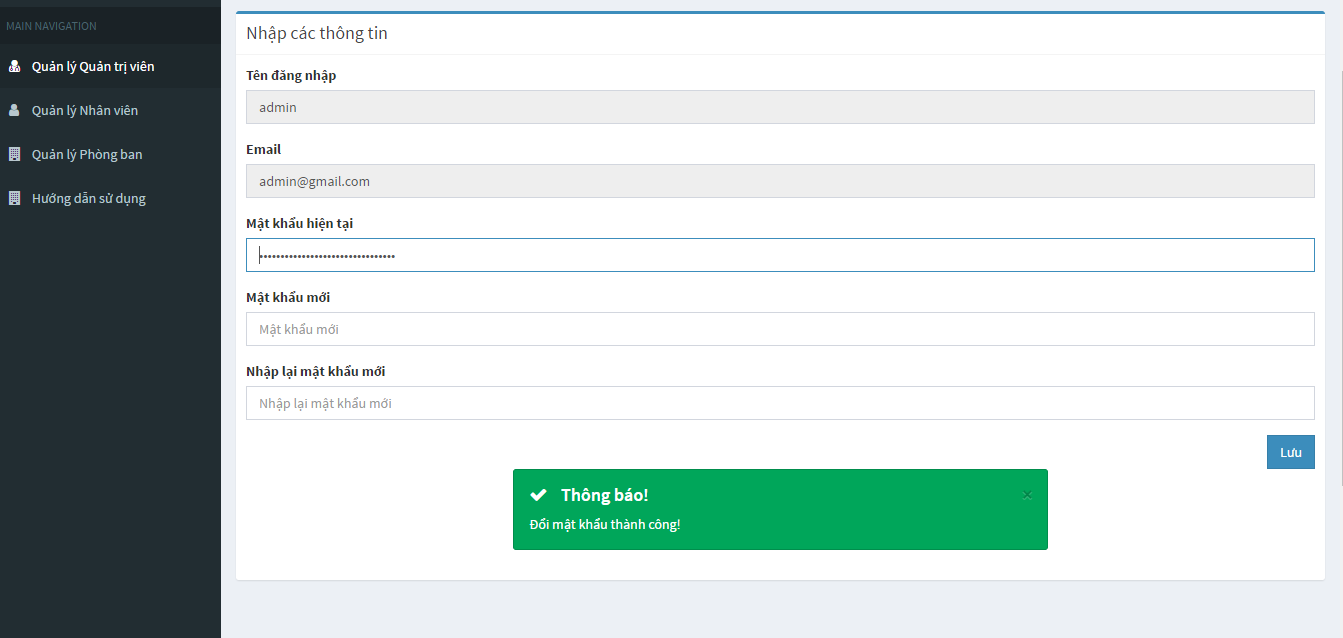 MAIN NAVIGATION
Quản lý Quản trị viên
Quản lý Nhân viên
Quản lý Phòng ban
Hướng dẫn sử dụng
Nhập các thông tin
Tên đăng nhập
admin
Email
admin@gmail.com
Mật khẩu hiện tại
••••••••••••••••••••••••••••••••
Mật khẩu mới
Mật khẩu mới
Nhập lại mật khẩu mới
Nhập lại mật khẩu mới
Lưu
Thông báo!
Đổi mật khẩu thành công!